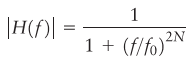 |H(f)| = 1 / (1 + (f/f₀)²ᴺ)